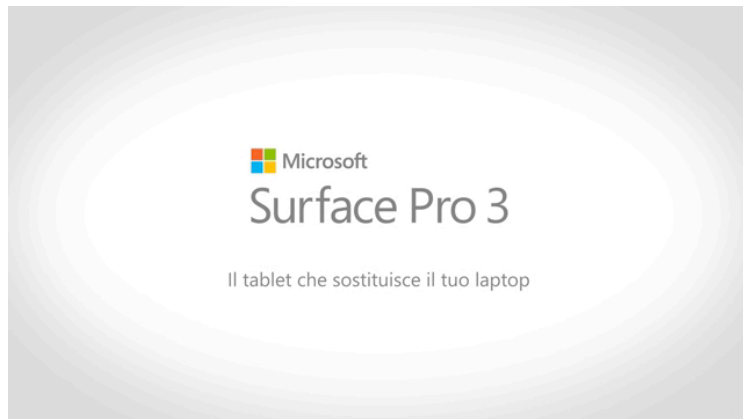 Microsoft
Surface Pro 3
Il tablet che sostituisce il tuo laptop